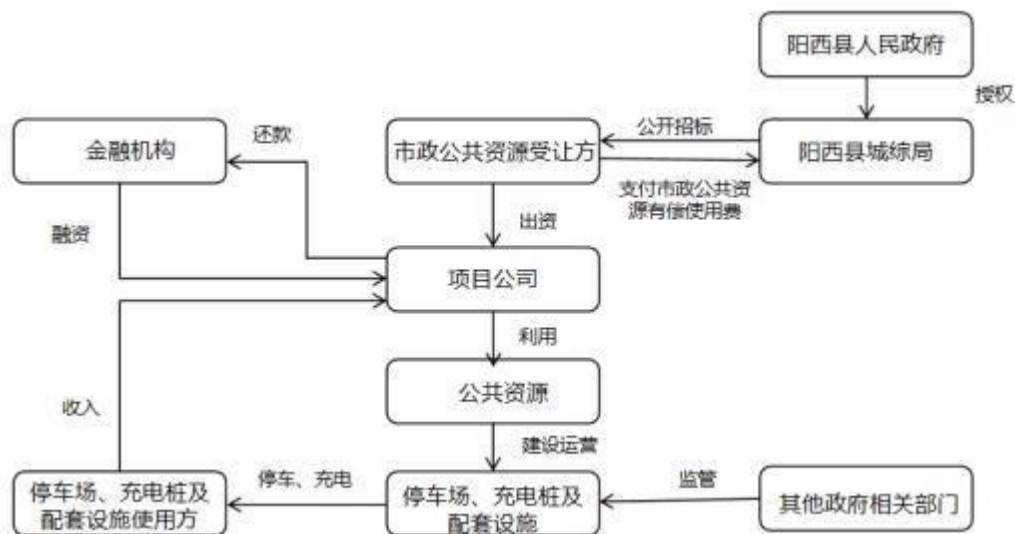 阳西县人民政府
授权
金融机构
还款
市政公共资源受让方
公开招标
阳西县城综局
支付市政公共资
源有偿使用费
融资
出资
项目公司
利用
公共资源
收入
建设运营
停车场、充电桩及
配套设施使用方
停车、充电
停车场、充电桩及
配套设施
监管
其他政府相关部门